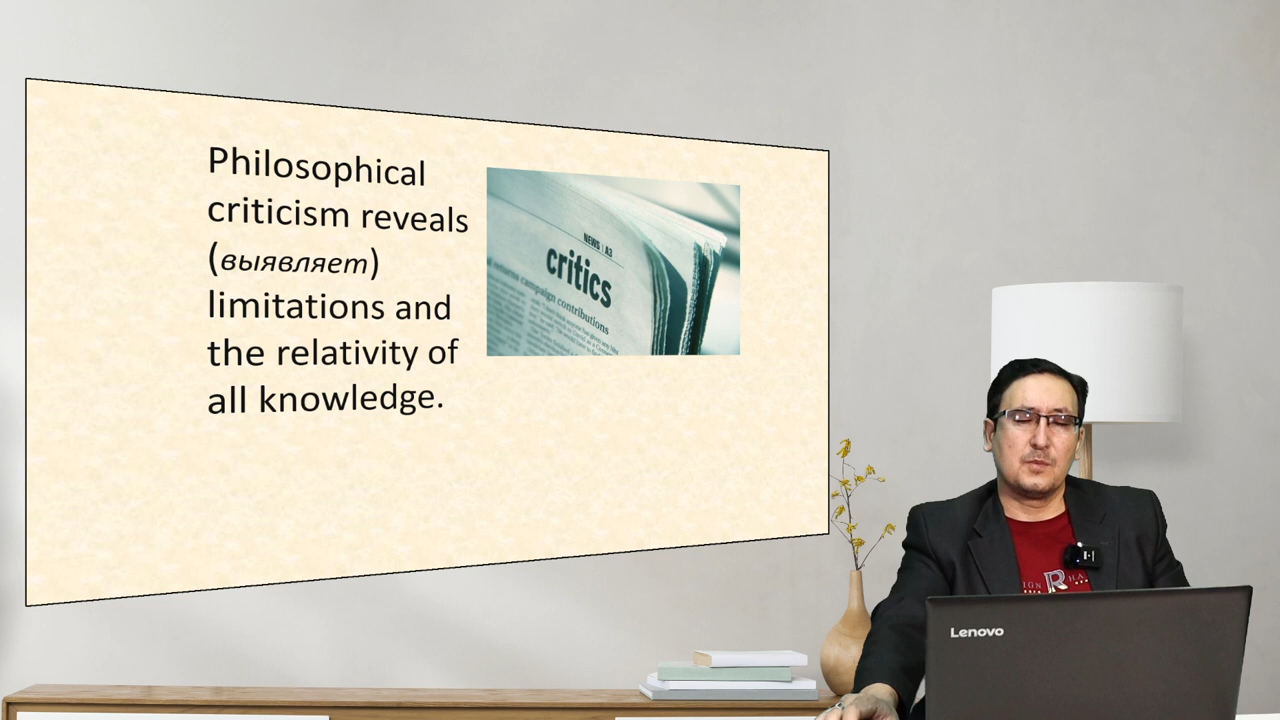 Philosophical
criticism reveals
(выявляет)
limitations and
the relativity of
all knowledge.
NEWS | A3
critics
campaign contributions
Lenovo
R